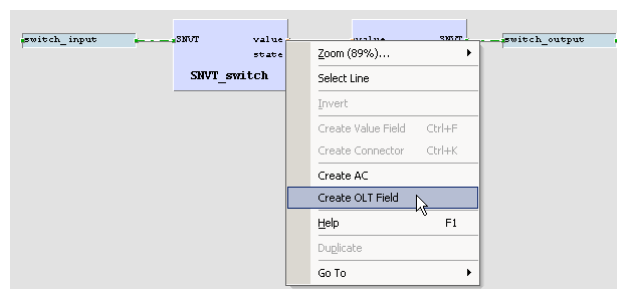 switch_input
SNVT value
state
SNVT_switch
value SNVT
switch_output
Zoom (89%)...
Select Line
Invert
Create Value Field Ctrl+F
Create Connector Ctrl+K
Create AC
Create OLT Field
Help F1
Duplicate
Go To